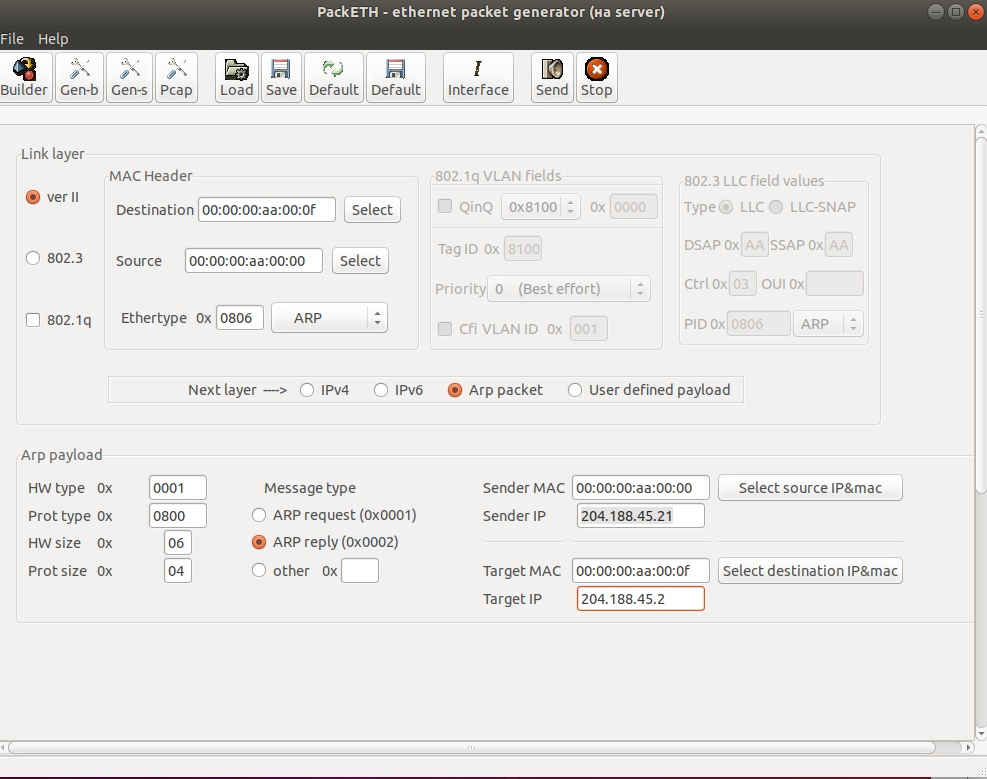 PackETH - ethernet packet generator (на server)
File Help
Builder Gen-b Gen-s Pcap Load Save Default Default Interface Send Stop
Link layer
MAC Header
802.1q VLAN fields
802.3 LLC field values
ver II
Destination 00:00:00:aa:00:0f Select
QinQ 0x8100 0x 0000
Type LLC LLC-SNAP
DSAP 0x AA SSAP 0x AA
802.3
Source 00:00:00:aa:00:00 Select
Tag ID 0x 8100
Ctrl 0x 03 OUI 0x
Priority 0 (Best effort)
802.1q
Ethertype 0x 0806 ARP
Cfi VLAN ID 0x 001
PID 0x 0806 ARP
Next layer ----> IPv4 IPv6 Arp packet User defined payload
Arp payload
HW type 0x 0001 Message type Sender MAC 00:00:00:aa:00:00 Select source IP&mac
Prot type 0x 0800 ARP request (0x0001) Sender IP 204.188.45.21
HW size 0x 06 ARP reply (0x0002)
Prot size 0x 04 other 0x Target MAC 00:00:00:aa:00:0f Select destination IP&mac
Target IP 204.188.45.2